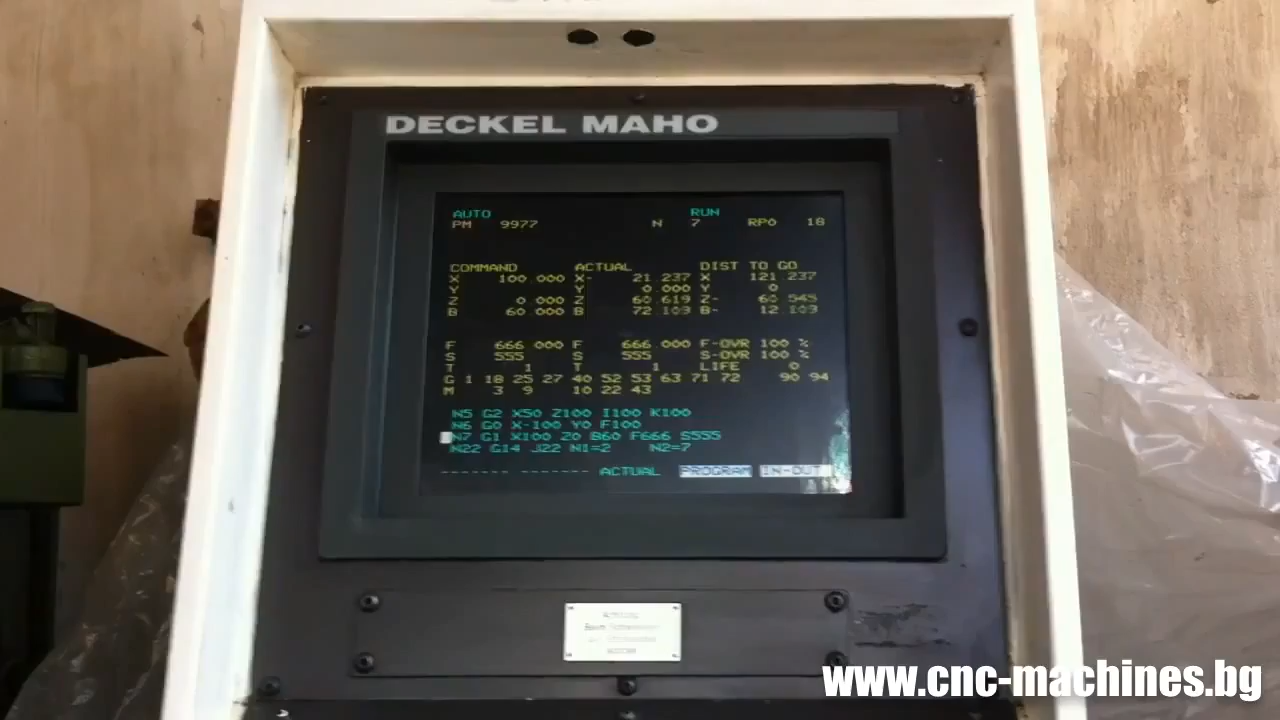 DECKEL MAHO
AUTO RUN
PM 9977 N 7 RP0 18
COMMAND ACTUAL DIST TO GO
X 100 000 X- 21 237 X 121 237
Y Y 0 000 Y 0
Z 0 000 Z 60 619 Z- 60 545
B 60 000 B 72 103 B- 12 103
F 666 000 F 666 000 F-OVR 100 %
S 555 S 555 S-OVR 100 %
T 1 T 1 LIFE 0
G 1 18 25 27 40 52 53 63 71 72 90 94
M 3 9 10 22 43
N5 G2 X50 Z100 I100 K100
N6 G0 X-100 Y0 F100
N7 G1 X100 Z0 B60 F666 S555
N22 G14 J22 N1=2 N2=7
------- ------- ACTUAL PROGRAM IN-OUT
www.cnc-machines.bg